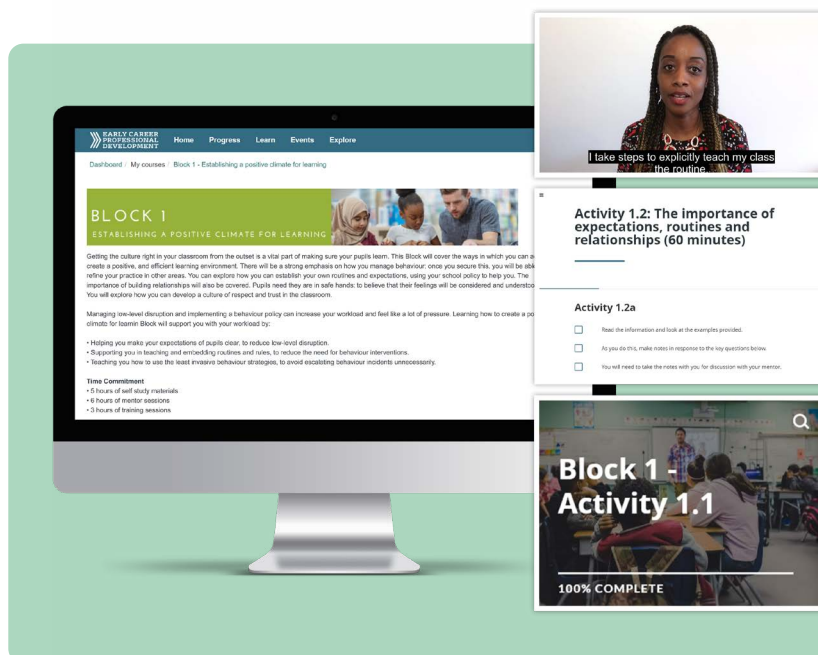 EARLY CAREER
PROFESSIONAL
DEVELOPMENT
Home Progress Learn Events Explore
Dashboard / My courses / Block 1 - Establishing a positive climate for learning
BLOCK 1
ESTABLISHING A POSITIVE CLIMATE FOR LEARNING
Getting the culture right in your classroom from the outset is a vital part of making sure your pupils learn. This Block will cover the ways in which you can a
create a positive, and efficient learning environment. There will be a strong emphasis on how you manage behaviour: once you secure this, you will be abl
refine your practice in other areas. You can explore how you can establish your own routines and expectations, using your school policy to help you. The
importance of building relationships will also be covered. Pupils need they are in safe hands: to believe that their feelings will be considered and understoo
You will explore how you can develop a culture of respect and trust in the classroom.
Managing low-level disruption and implementing a behaviour policy can increase your workload and feel like a lot of pressure. Learning how to create a po
climate for learnin Block will support you with your workload by:
• Helping you make your expectations of pupils clear, to reduce low-level disruption.
• Supporting you in teaching and embedding routines and rules, to reduce the need for behaviour interventions.
• Teaching you how to use the least invasive behaviour strategies, to avoid escalating behaviour incidents unnecessarily.
Time Commitment
• 5 hours of self study materials
• 6 hours of mentor sessions
• 3 hours of training sessions
I take steps to explicitly teach my class
the routine.
Activity 1.2: The importance of
expectations, routines and
relationships (60 minutes)
Activity 1.2a
Read the information and look at the examples provided.
As you do this, make notes in response to the key questions below.
You will need to take the notes with you for discussion with your mentor.
Block 1 -
Activity 1.1
100% COMPLETE